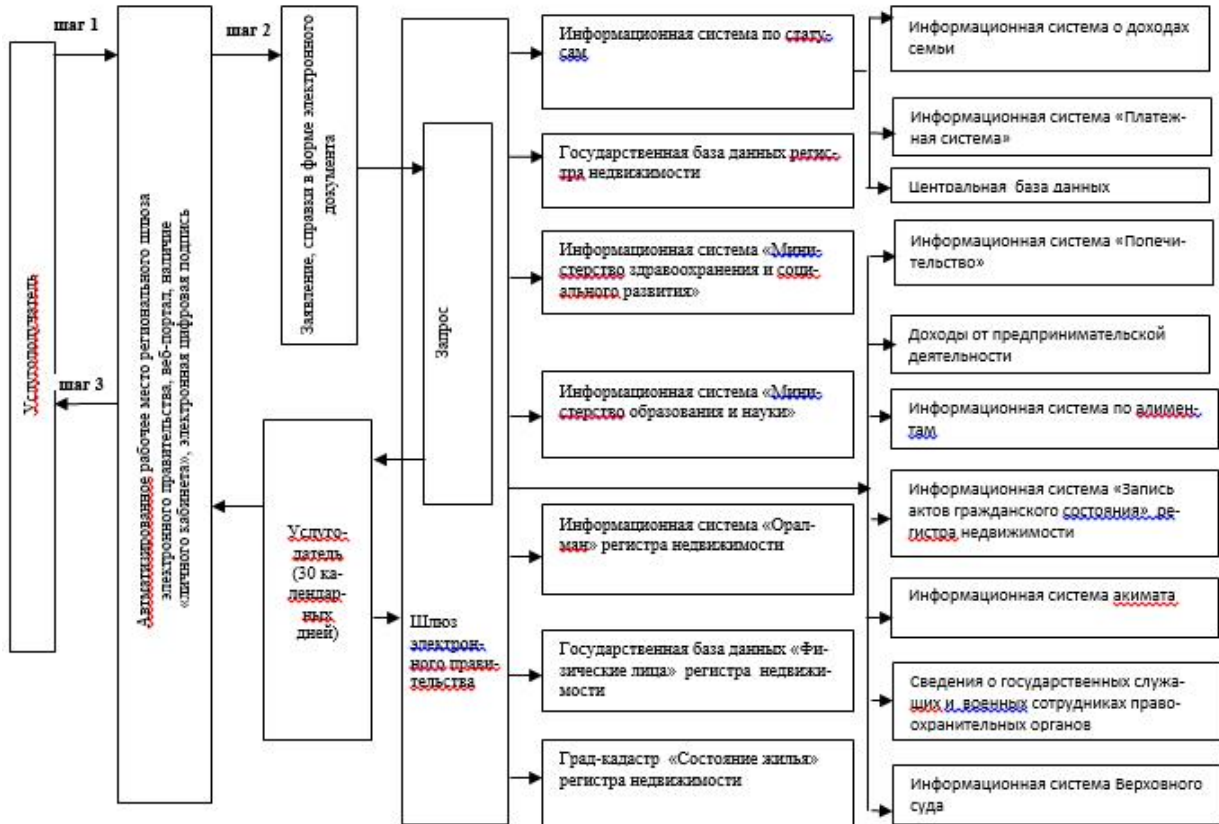 шаг 1
Услугополучатель
шаг 3
Автматизированное рабочее место регионального шлюза
электронного правительства, веб-портал, наличие
«личного кабинета», электронная цифровая подпись
шаг 2
Заявление, справки в форме электронного
документа
Услуго-
датель
(30 ка-
лендар-
ных
дней)
Запрос
Шлюз
электрон-
ного прави-
тельства
Информационная система по стату-
сам
Государственная база данных регис-
тра недвижимости
Информационная система «Мини-
стерство здравоохранения и соци-
ального развития»
Информационная система «Мини-
стерство образования и науки»
Информационная система «Орал-
ман» регистра недвижимости
Государственная база данных «Фи-
зические лица» регистра недвижи-
мости
Град-кадастр «Состояние жилья»
регистра недвижимости
Информационная система о доходах
семьи
Информационная система «Платеж-
ная система»
Центральная база данных
Информационная система «Попечи-
тельство»
Доходы от предпринимательской
деятельности
Информационная система по алимен-
там
Информационная система «Запись
актов гражданского состояния» ре-
гистра недвижимости
Информационная система акимата
Сведения о государственных служа-
щих и военных сотрудниках право-
охранительных органов
Информационная система Верховного
суда